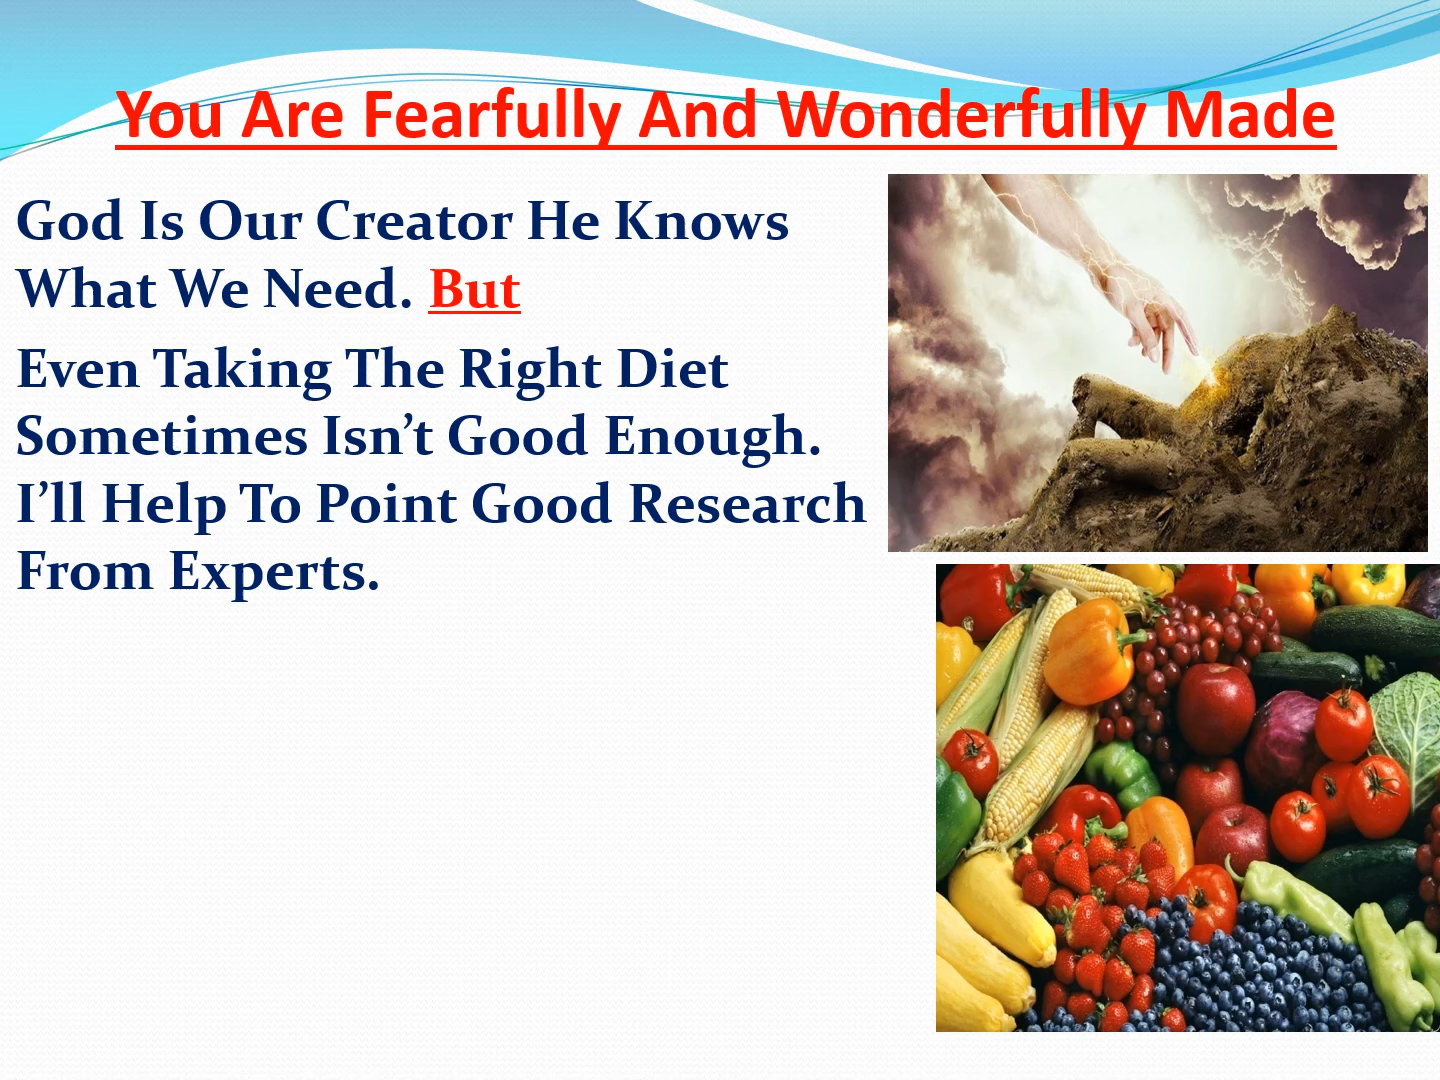 You Are Fearfully And Wonderfully Made
God Is Our Creator He Knows
What We Need. But
Even Taking The Right Diet
Sometimes Isn’t Good Enough.
I’ll Help To Point Good Research
From Experts.